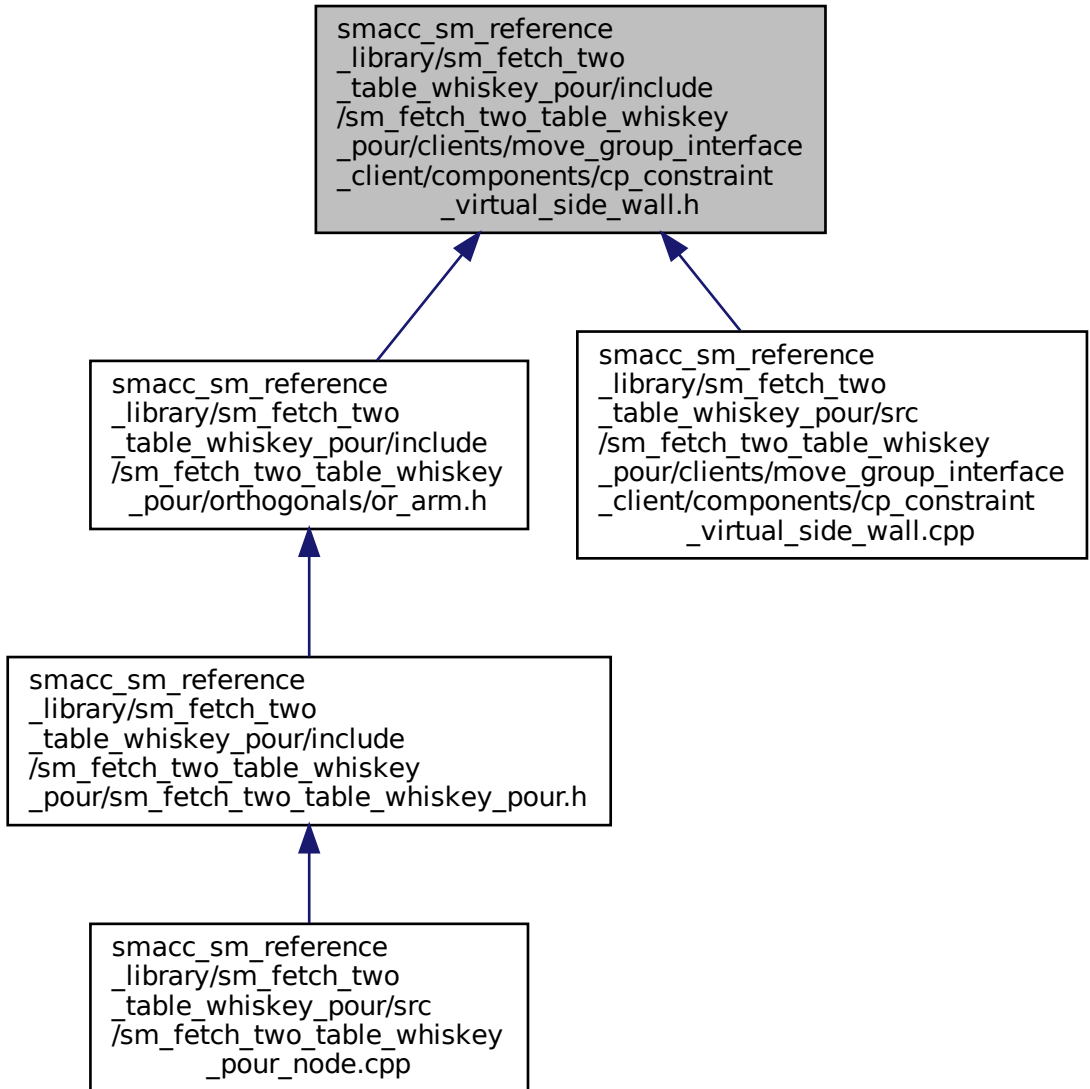 smacc_sm_reference
_library/sm_fetch_two
_table_whiskey_pour/include
/sm_fetch_two_table_whiskey
_pour/clients/move_group_interface
_client/components/cp_constraint
_virtual_side_wall.h
smacc_sm_reference
_library/sm_fetch_two
_table_whiskey_pour/include
/sm_fetch_two_table_whiskey
_pour/orthogonals/or_arm.h
smacc_sm_reference
_library/sm_fetch_two
_table_whiskey_pour/src
/sm_fetch_two_table_whiskey
_pour/clients/move_group_interface
_client/components/cp_constraint
_virtual_side_wall.cpp
smacc_sm_reference
_library/sm_fetch_two
_table_whiskey_pour/include
/sm_fetch_two_table_whiskey
_pour/sm_fetch_two_table_whiskey_pour.h
smacc_sm_reference
_library/sm_fetch_two
_table_whiskey_pour/src
/sm_fetch_two_table_whiskey
_pour_node.cpp